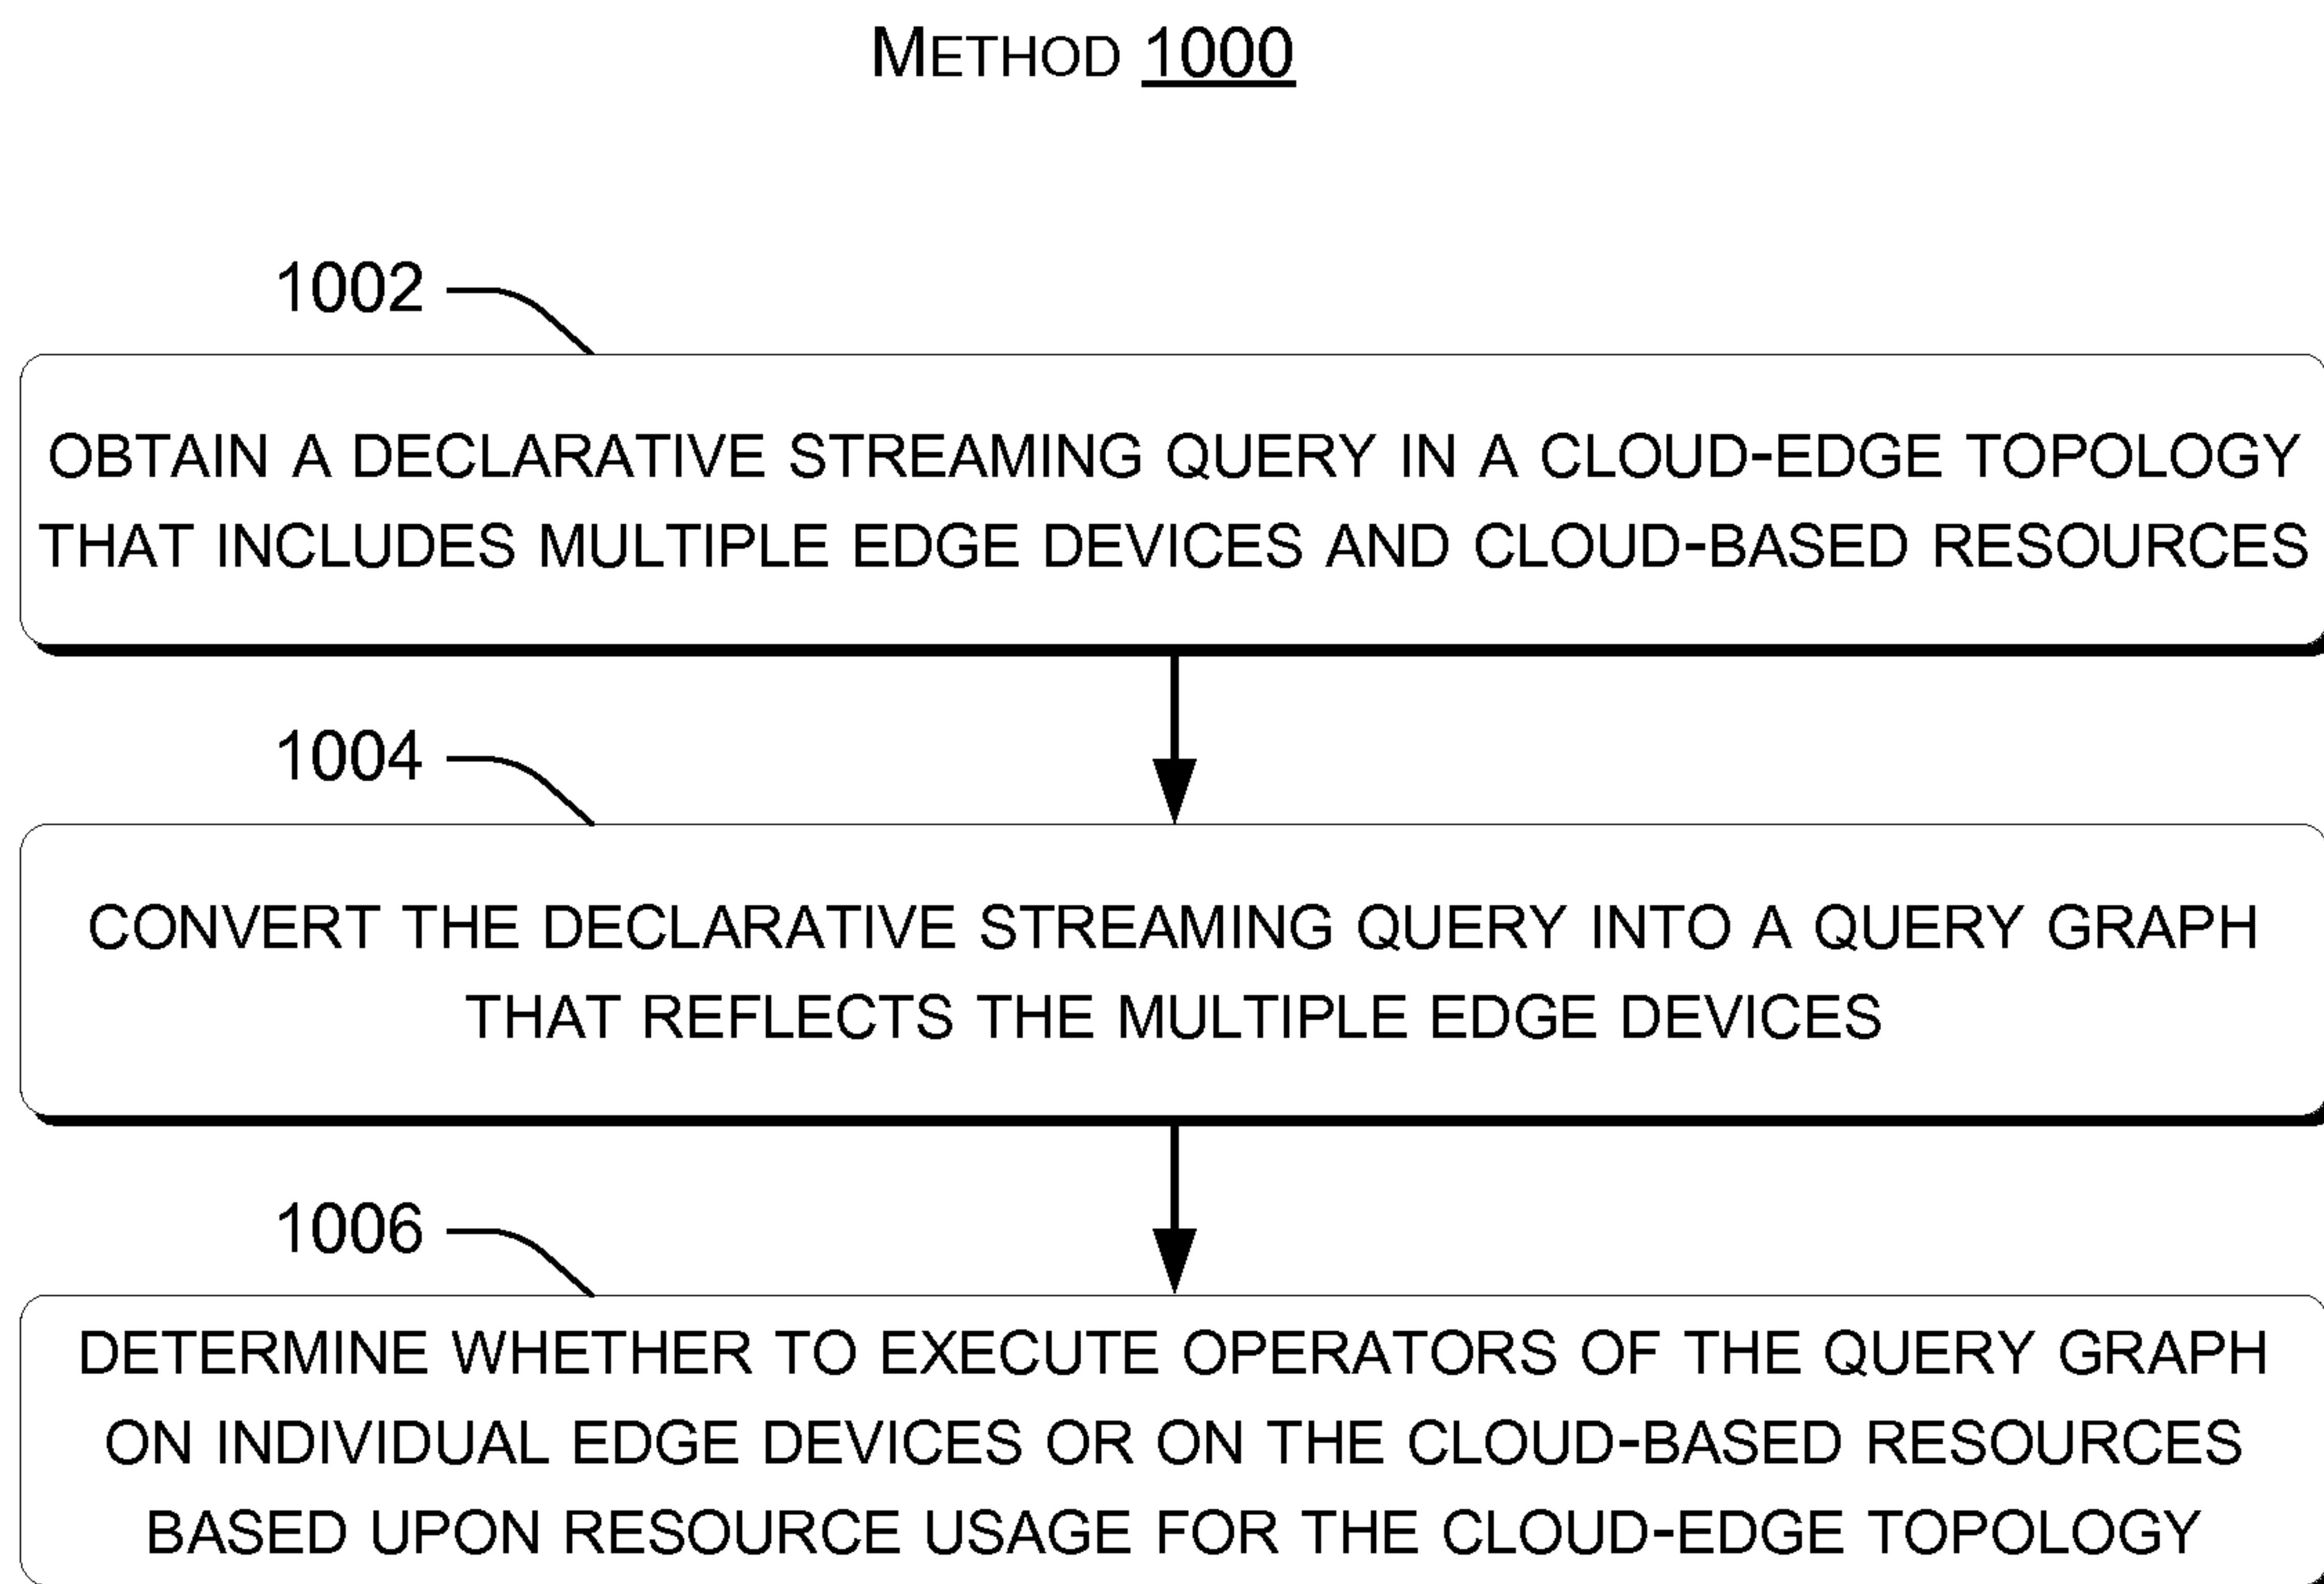 METHOD 1000
1002
OBTAIN A DECLARATIVE STREAMING QUERY IN A CLOUD-EDGE TOPOLOGY
THAT INCLUDES MULTIPLE EDGE DEVICES AND CLOUD-BASED RESOURCES
1004
CONVERT THE DECLARATIVE STREAMING QUERY INTO A QUERY GRAPH
THAT REFLECTS THE MULTIPLE EDGE DEVICES
1006
DETERMINE WHETHER TO EXECUTE OPERATORS OF THE QUERY GRAPH
ON INDIVIDUAL EDGE DEVICES OR ON THE CLOUD-BASED RESOURCES
BASED UPON RESOURCE USAGE FOR THE CLOUD-EDGE TOPOLOGY